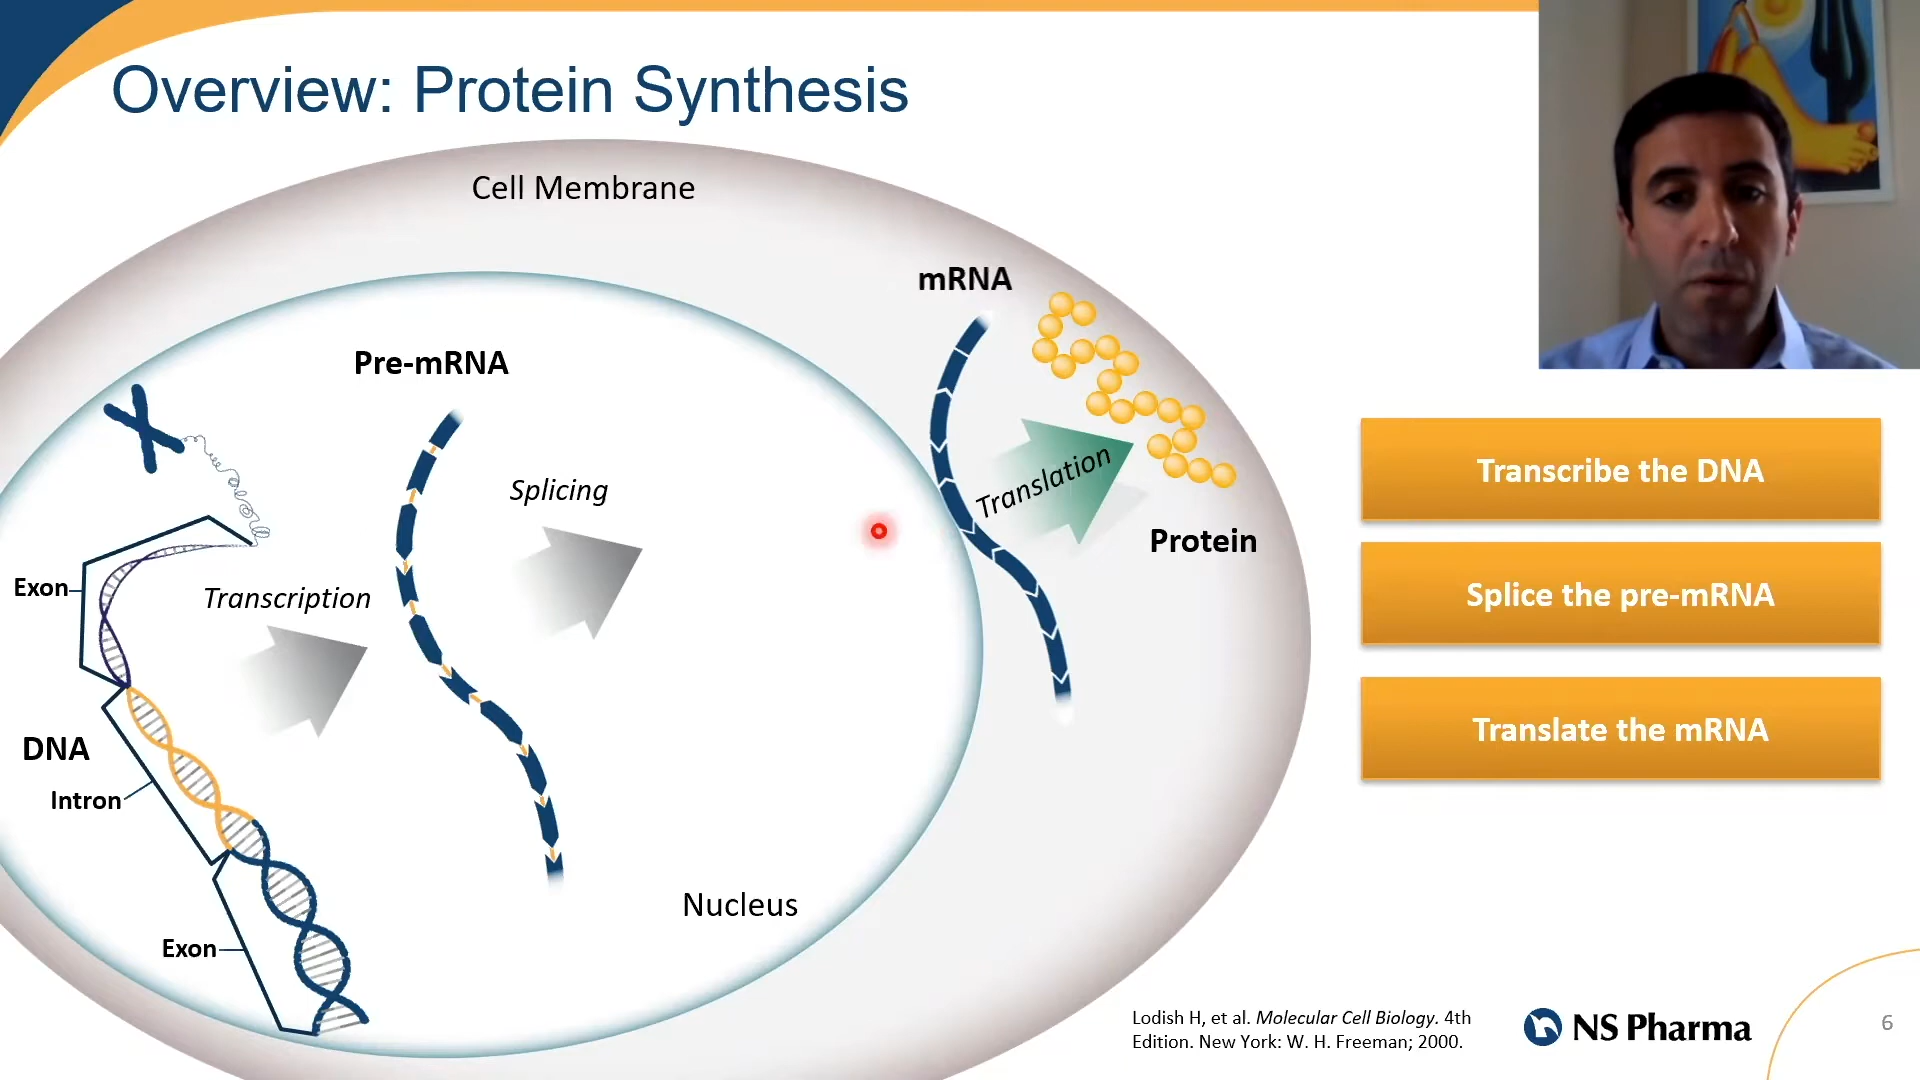 Overview: Protein Synthesis
Cell Membrane
mRNA
Pre-mRNA
Splicing
Translation
Protein
Exon
Transcription
DNA
Intron
Nucleus
Exon
Transcribe the DNA
Splice the pre-mRNA
Translate the mRNA
Lodish H, et al. Molecular Cell Biology. 4th
Edition. New York: W. H. Freeman; 2000.
NS Pharma
6